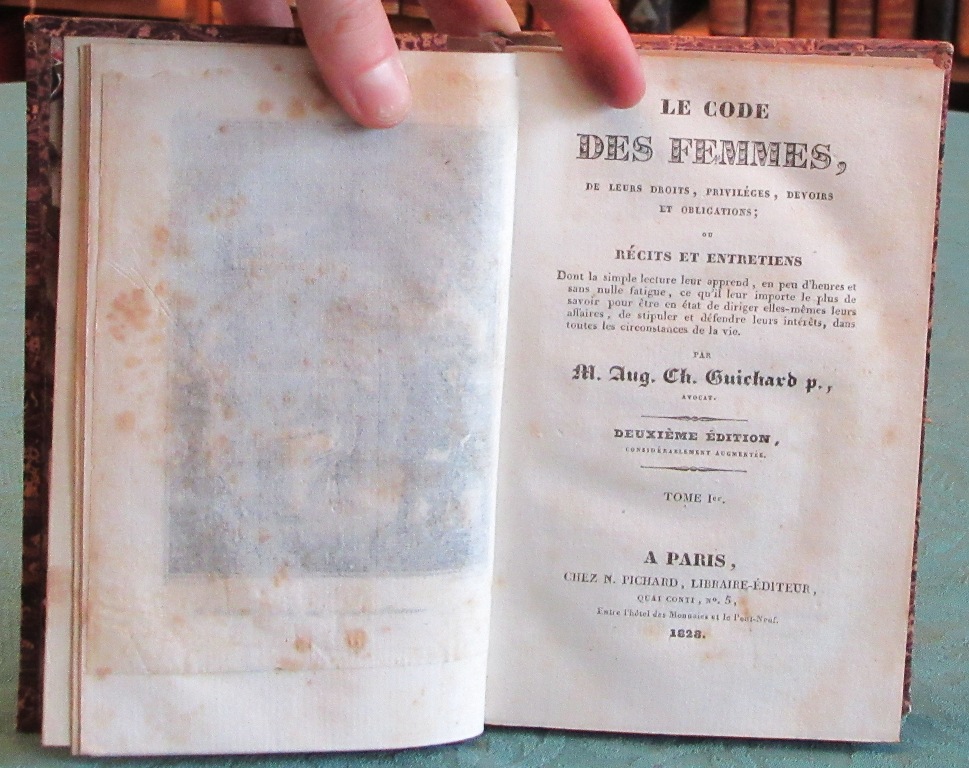 LE CODE
DES FEMMES,
DE LEURS DROITS, PRIVILÉGES, DEVOIRS
ET OBLIGATIONS;
OU
RÉCITS ET ENTRETIENS
Dont la simple lecture leur apprend, en peu d'heures et
sans nulle fatigue, ce qu'il leur importe le plus de
savoir pour être en état de diriger elles-mêmes leurs
affaires, de stipuler et défendre leurs intérêts, dans
toutes les circonstances de la vie.
PAR
M. Aug. Ch. Guichard p.,
AVOCAT.
DEUXIÈME ÉDITION,
CONSIDÉRABLEMENT AUGMENTÉE.
TOME Ier.
A PARIS,
CHEZ N. PICHARD, LIBRAIRE-ÉDITEUR,
QUAI CONTI, No. 5,
Entre l'hôtel des Monnaies et le Pont-Neuf.
1828.